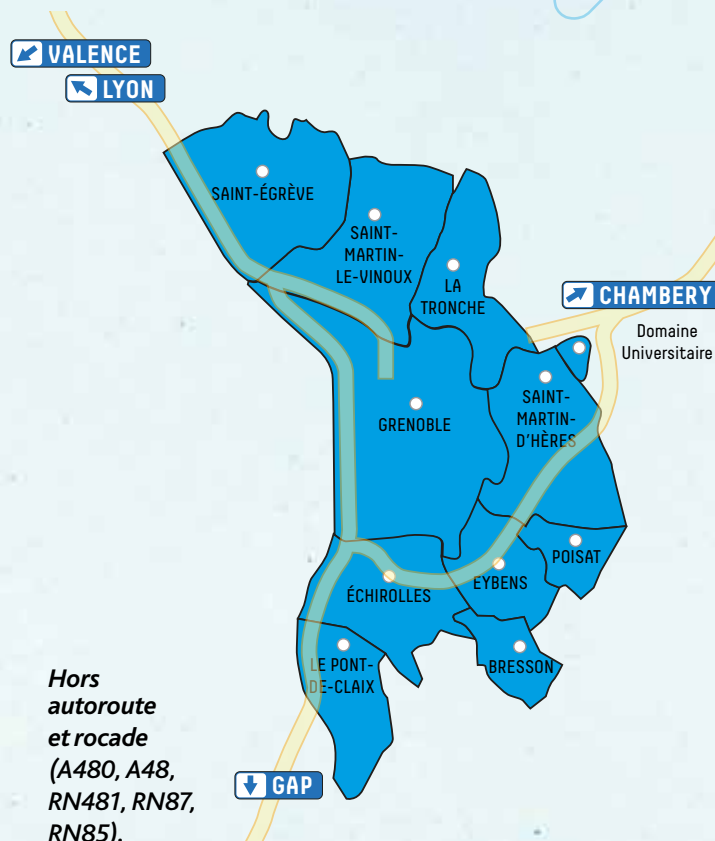 VALENCE
LYON
SAINT-ÉGRÈVE
SAINT-
MARTIN-
LE-VINOUX
LA
TRONCHE
CHAMBERY
Domaine
Universitaire
GRENOBLE
SAINT-
MARTIN-
D'HÈRES
POISAT
EYBENS
ÉCHIROLLES
LE PONT-
DE-CLAIX
BRESSON
Hors
autoroute
et rocade
(A480, A48,
RN481, RN87,
RN85).
GAP